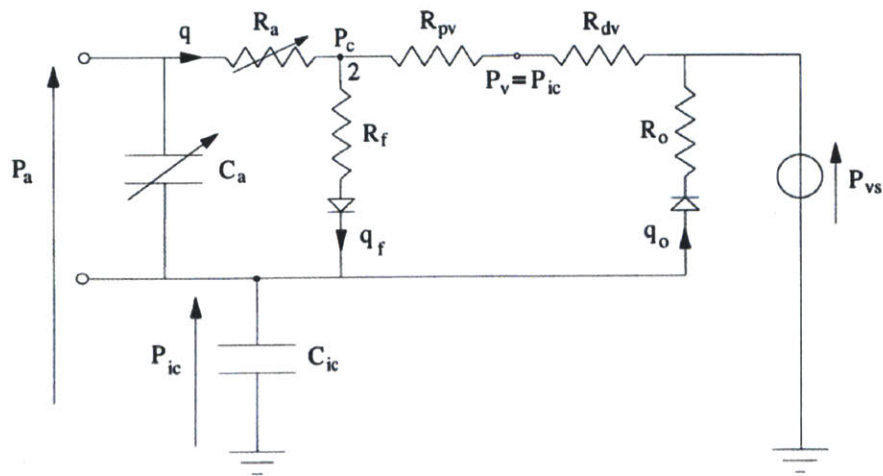 q
R_a
P_c
2
R_pv
P_v = P_ic
R_dv
R_f
R_o
P_a
C_a
q_f
q_o
P_vs
P_ic
C_ic